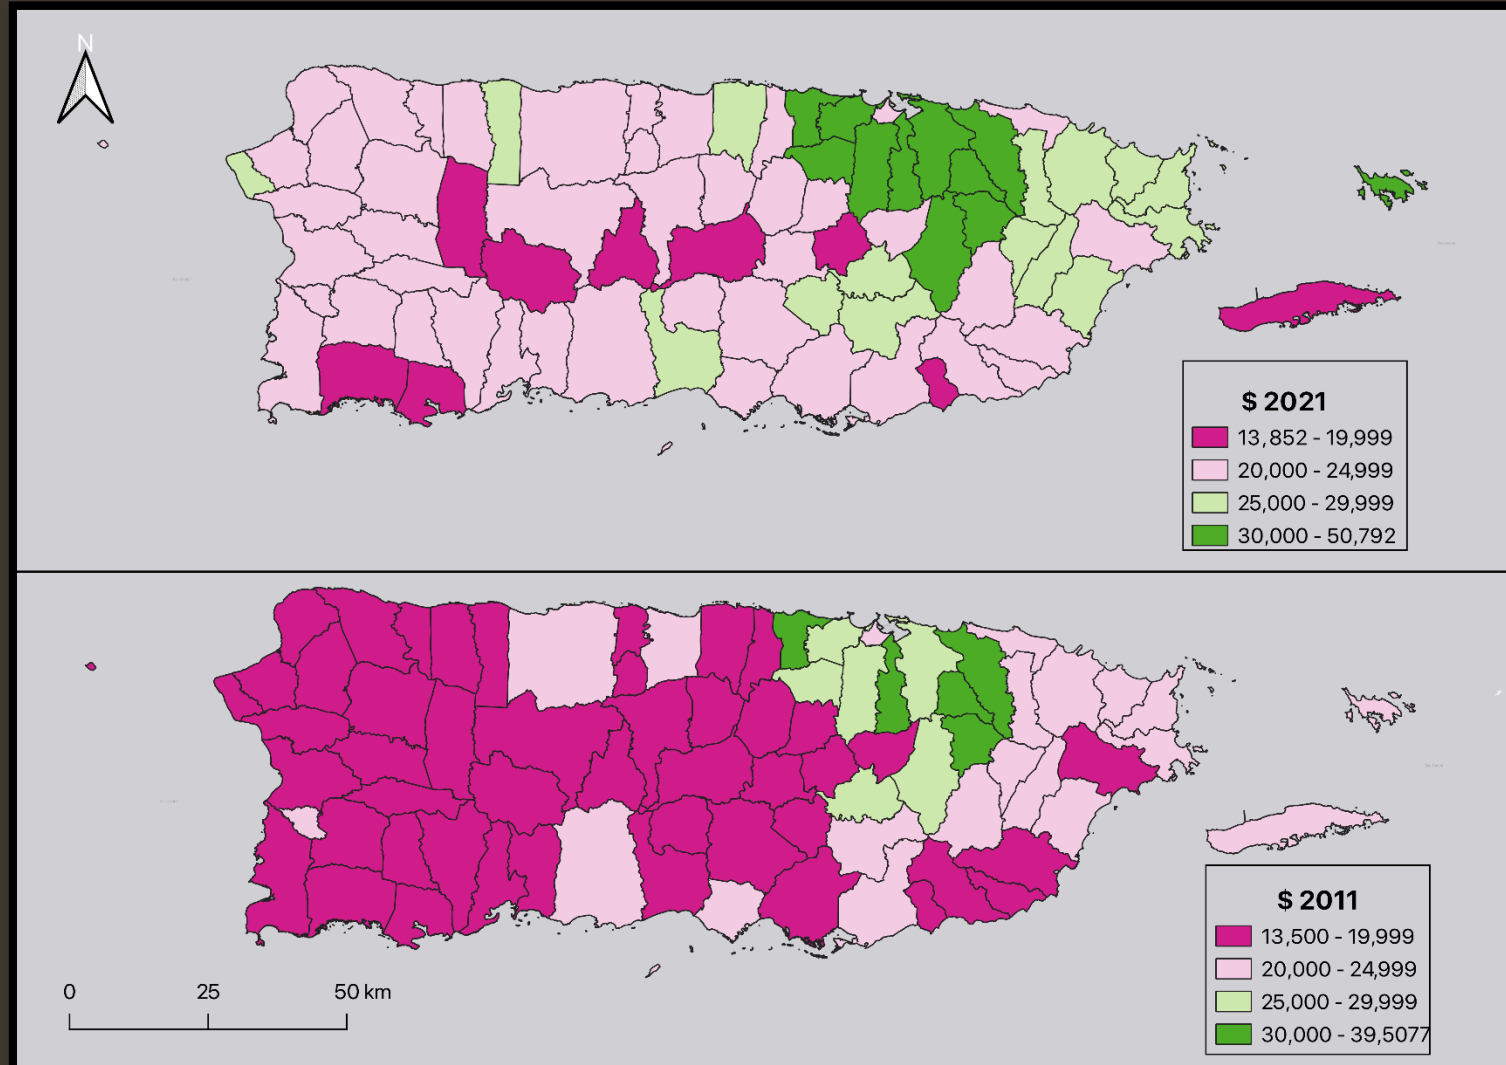 N
$ 2021
13,852 - 19,999
20,000 - 24,999
25,000 - 29,999
30,000 - 50,792
$ 2011
13,500 - 19,999
20,000 - 24,999
25,000 - 29,999
30,000 - 39,5077
0 25 50 km